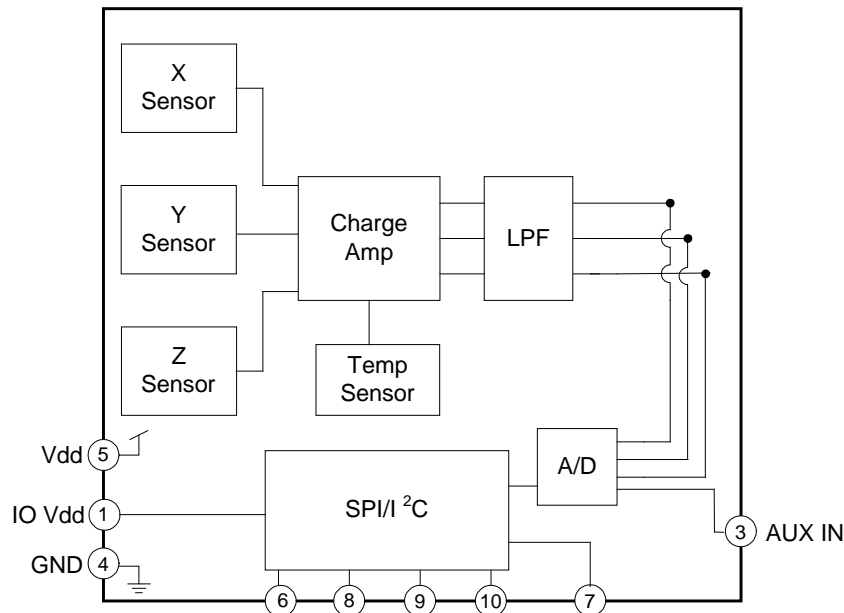 X
Sensor
Y
Sensor
Charge
Amp
LPF
Z
Sensor
Temp
Sensor
Vdd 5
A/D
IO Vdd 1
SPI/I ²C
3 AUX IN
GND 4
6 8 9 10 7